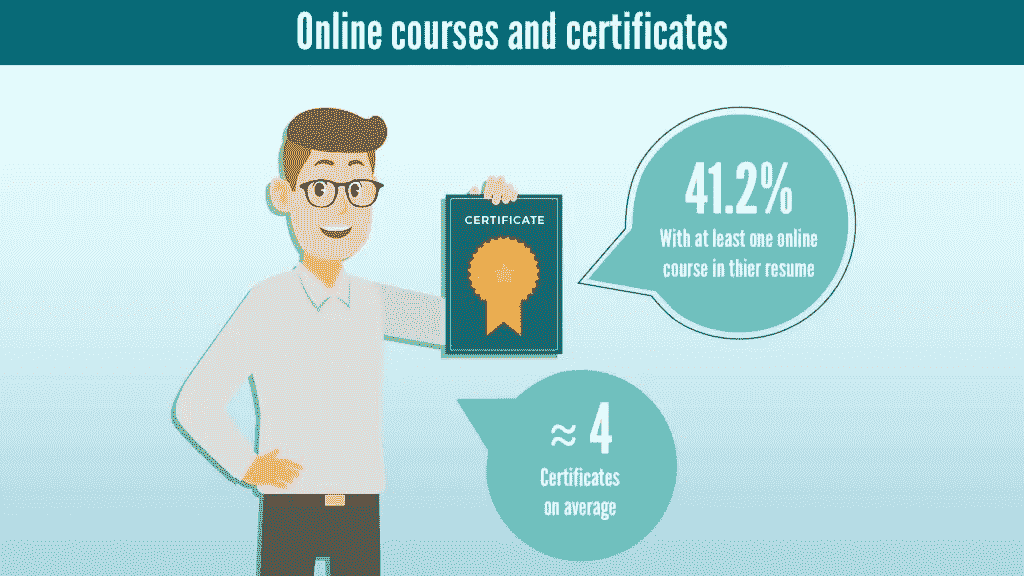 Online courses and certificates
CERTIFICATE
41.2%
With at least one online
course in thier resume
≈ 4
Certificates
on average